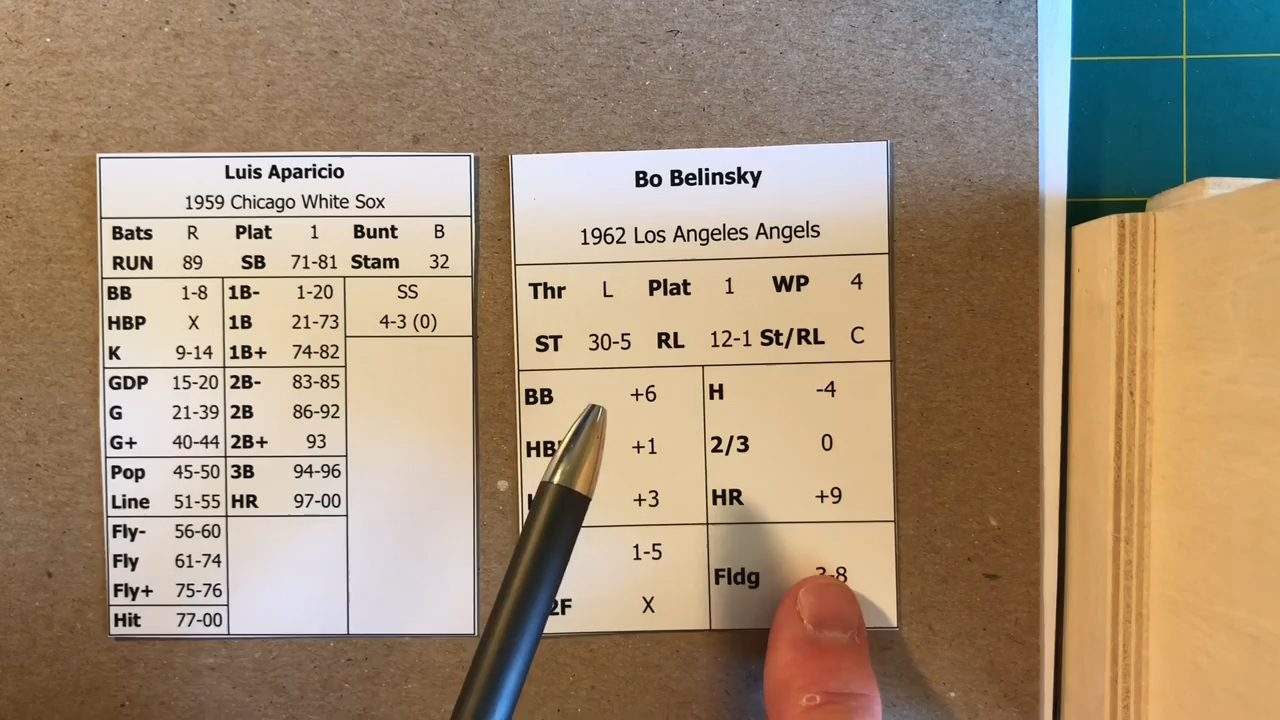 Luis Aparicio
1959 Chicago White Sox
Bats R Plat 1 Bunt B
RUN 89 SB 71-81 Stam 32
BB 1-8 1B- 1-20 SS
HBP X 1B 21-73 4-3 (0)
K 9-14 1B+ 74-82
GDP 15-20 2B- 83-85
G 21-39 2B 86-92
G+ 40-44 2B+ 93
Pop 45-50 3B 94-96
Line 51-55 HR 97-00
Fly- 56-60
Fly 61-74
Fly+ 75-76
Hit 77-00
Bo Belinsky
1962 Los Angeles Angels
Thr L Plat 1 WP 4
ST 30-5 RL 12-1 St/RL C
BB +6 H -4
+1 2/3 0
+3 HR +9
1-5
Fldg
X